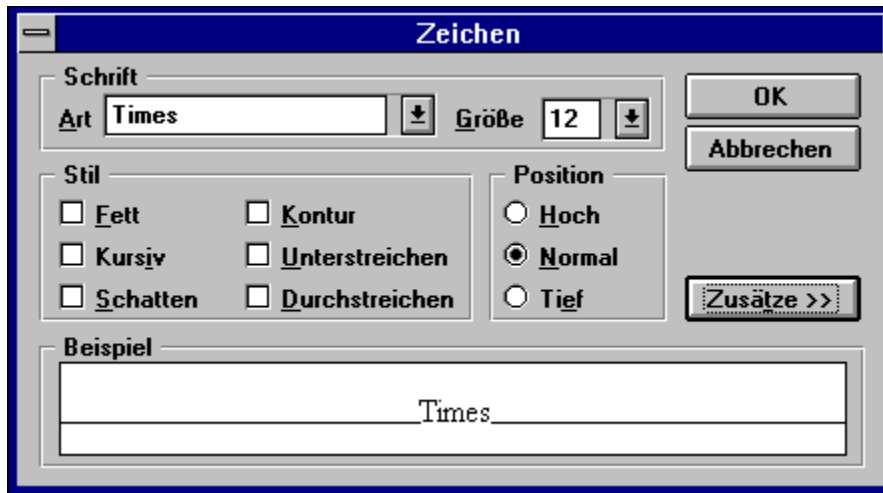 Zeichen
Schrift
Art Times Größe 12
OK
Abbrechen
Stil
Fett Kontur
Kursiv Unterstreichen
Schatten Durchstreichen
Position
Hoch
Normal
Tief
Zusätze >>
Beispiel
Times